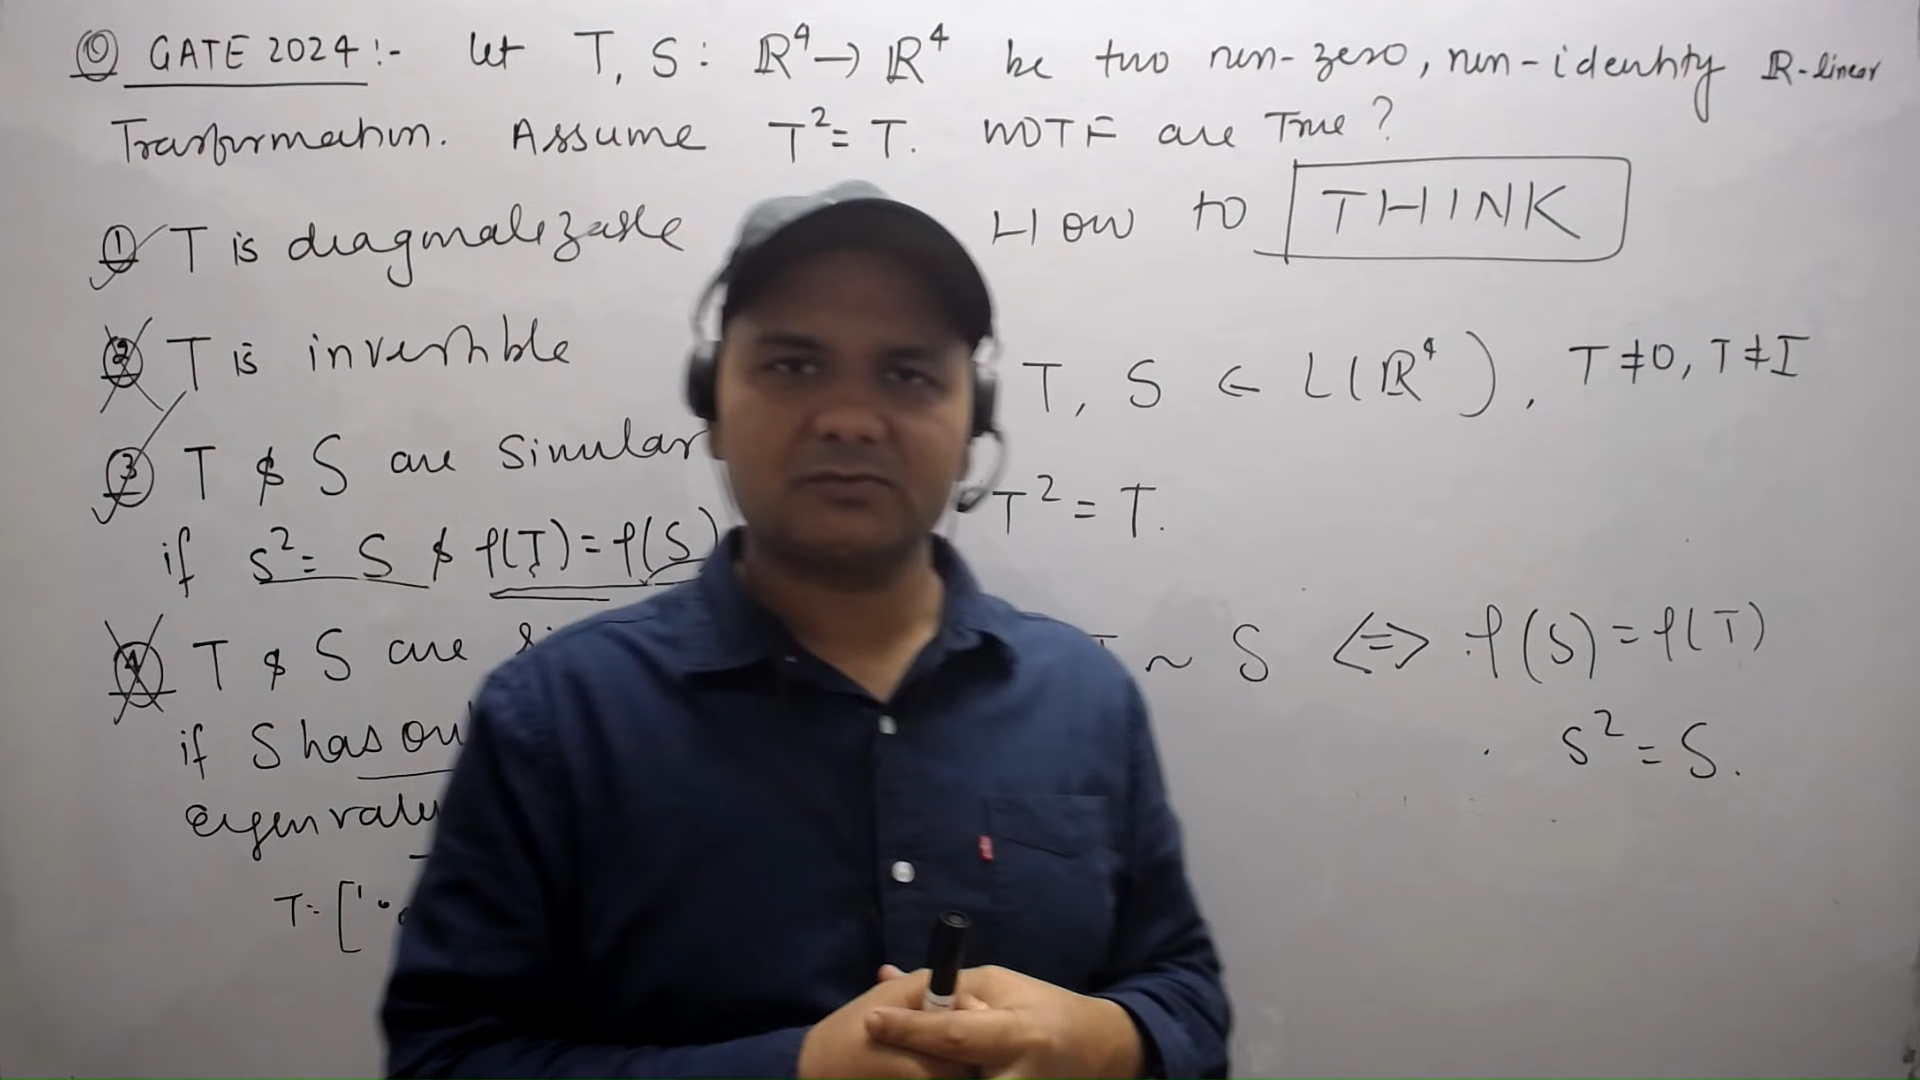 Q GATE 2024 :- let T, S : ℝ⁴ → ℝ⁴ be two non-zero, non-identity ℝ-linear
Transformation. Assume T² = T. WOTF are True ?
① T is diagonalizable
How to THINK
② T is invertible
T, S ∈ L(ℝ⁴), T ≠ 0, T ≠ I
③ T & S are similar
if S² = S & ρ(T) = ρ(S)
T² = T.
④ T & S are
~ S <=> ρ(S) = ρ(T)
if S has
S² = S.
T = [